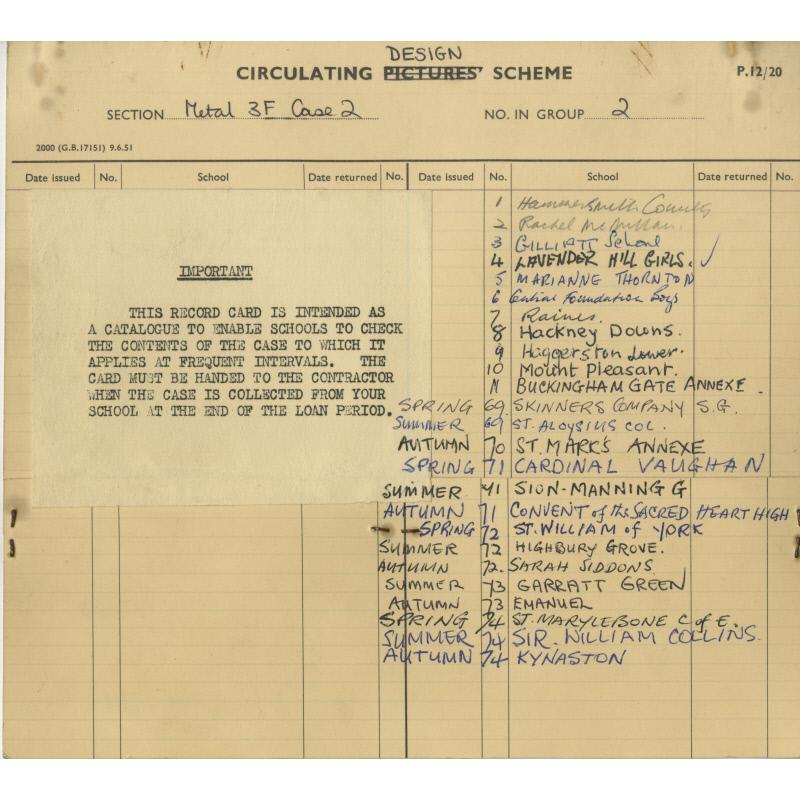 DESIGN
CIRCULATING PICTURES' SCHEME P.12/20
SECTION Metal 3F Case 2 NO. IN GROUP 2
2000 (G.B.17151) 9.6.51
Date issued No. School Date returned No. Date issued No. School Date returned No.
IMPORTANT
THIS RECORD CARD IS INTENDED AS
A CATALOGUE TO ENABLE SCHOOLS TO CHECK
THE CONTENTS OF THE CASE TO WHICH IT
APPLIES AT FREQUENT INTERVALS. THE
CARD MUST BE HANDED TO THE CONTRACTOR
WHEN THE CASE IS COLLECTED FROM YOUR
SCHOOL AT THE END OF THE LOAN PERIOD.
1 Hammersmith County
2 Rachel McMillan.
3 GILLIATT School
4 LAVENDER HILL GIRLS. ✓
5 MARIANNE THORNTON
6 Central Foundation Boys
7 Raines.
8 Hackney Downs.
9 Haggerston Lower.
10 Mount Pleasant.
11 BUCKINGHAM GATE ANNEXE.
SPRING 69. SKINNERS COMPANY S.G.
SUMMER 69 ST. ALOYSIUS COL.
AUTUMN 70 ST. MARK'S ANNEXE
SPRING 71 CARDINAL VAUGHAN
SUMMER 71 SION-MANNING G
AUTUMN 71 CONVENT of the SACRED HEART HIGH
SPRING 72 ST. WILLIAM of YORK
SUMMER 72 HIGHBURY GROVE.
AUTUMN 72. SARAH SIDDONS
SUMMER 73 GARRATT GREEN
AUTUMN 73 EMANUEL
SPRING 74 ST. MARYLEBONE C of E.
SUMMER 74 SIR. WILLIAM COLLINS.
AUTUMN 74 KYNASTON